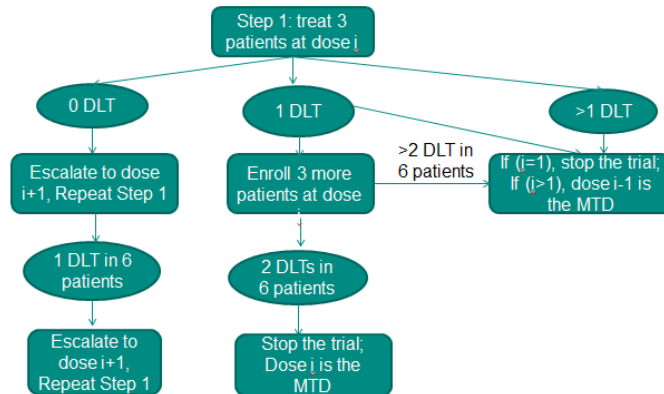 Step 1: treat 3
patients at dose i
0 DLT
1 DLT
>1 DLT
Escalate to dose
i+1, Repeat Step 1
Enroll 3 more
patients at dose
i
>2 DLT in
6 patients
If (i=1), stop the trial;
If (i>1), dose i-1 is
the MTD
1 DLT in 6
patients
2 DLTs in
6 patients
Escalate to
dose i+1,
Repeat Step 1
Stop the trial;
Dose i is the
MTD